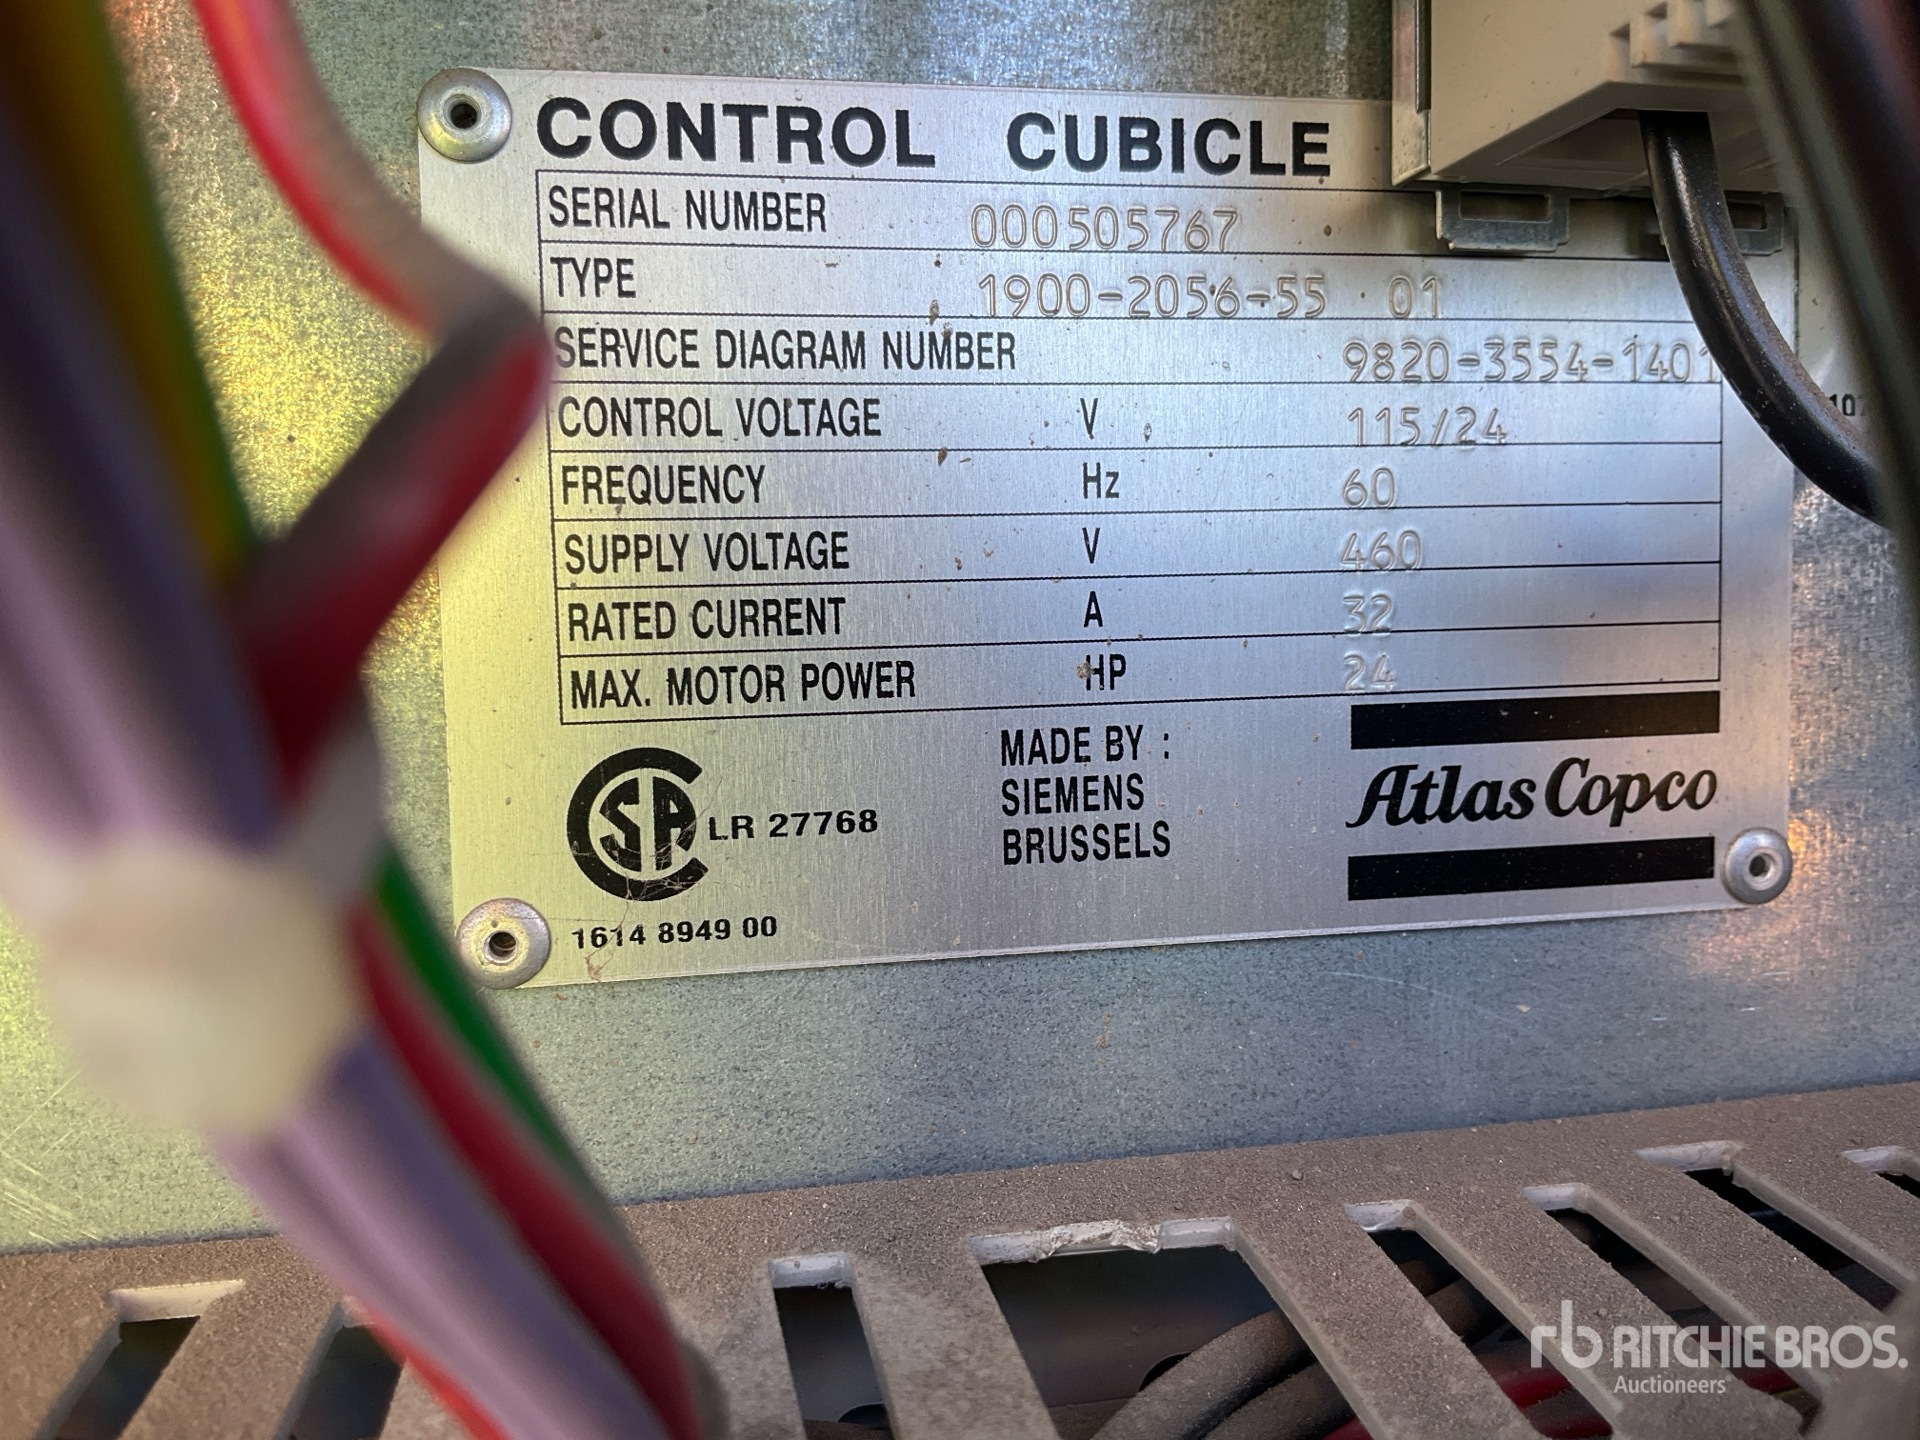 CONTROL CUBICLE
SERIAL NUMBER 000505767
TYPE 1900-2056-55 01
SERVICE DIAGRAM NUMBER 9820-3554-1401
CONTROL VOLTAGE V 115/24
FREQUENCY Hz 60
SUPPLY VOLTAGE V 460
RATED CURRENT A 32
MAX. MOTOR POWER HP 24
CSA LR 27768
1614 8949 00
MADE BY :
SIEMENS
BRUSSELS
Atlas Copco
rb RITCHIE BROS.
Auctioneers